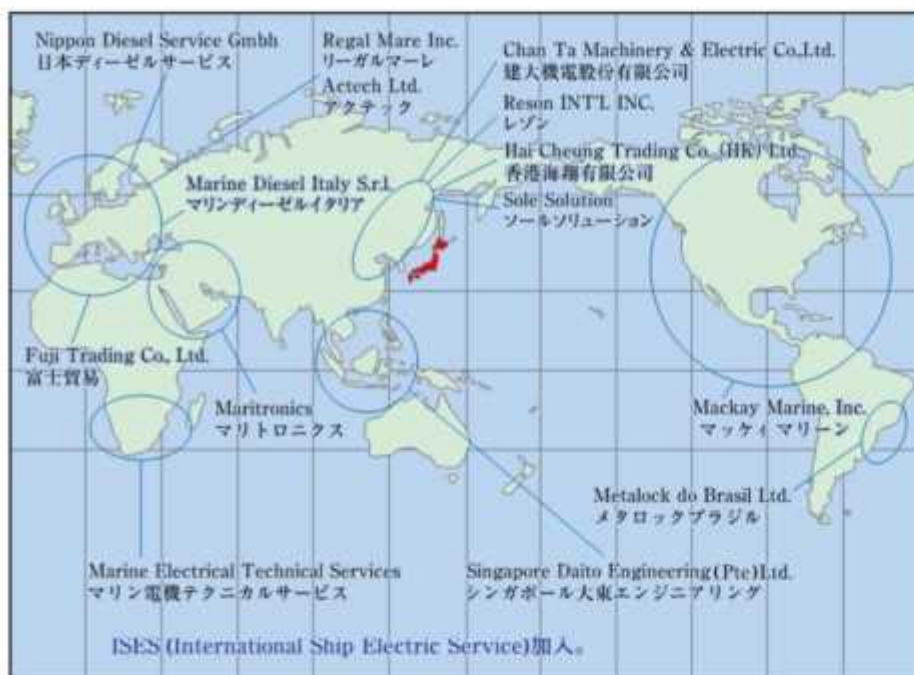 Nippon Diesel Service Gmbh
日本ディーゼルサービス
Regal Mare Inc.
リーガルマーレ
Actech Ltd.
アクテック
Chan Ta Machinery & Electric Co.,Ltd.
建大機電股份有限公司
Reson INT'L INC.
レゾン
Hai Cheung Trading Co. (HK) Ltd.
香港海翔有限公司
Sole Solution
ソールソリューション
Marine Diesel Italy S.r.l.
マリンディーゼルイタリア
Fuji Trading Co., Ltd.
富士貿易
Maritronics
マリトロニクス
Mackay Marine, Inc.
マッケィ マリーン
Metalock do Brasil Ltd.
メタロックブラジル
Marine Electrical Technical Services
マリン電機テクニカルサービス
Singapore Daito Engineering(Pte)Ltd.
シンガポール大東エンジニアリング
ISES (International Ship Electric Service)加入。